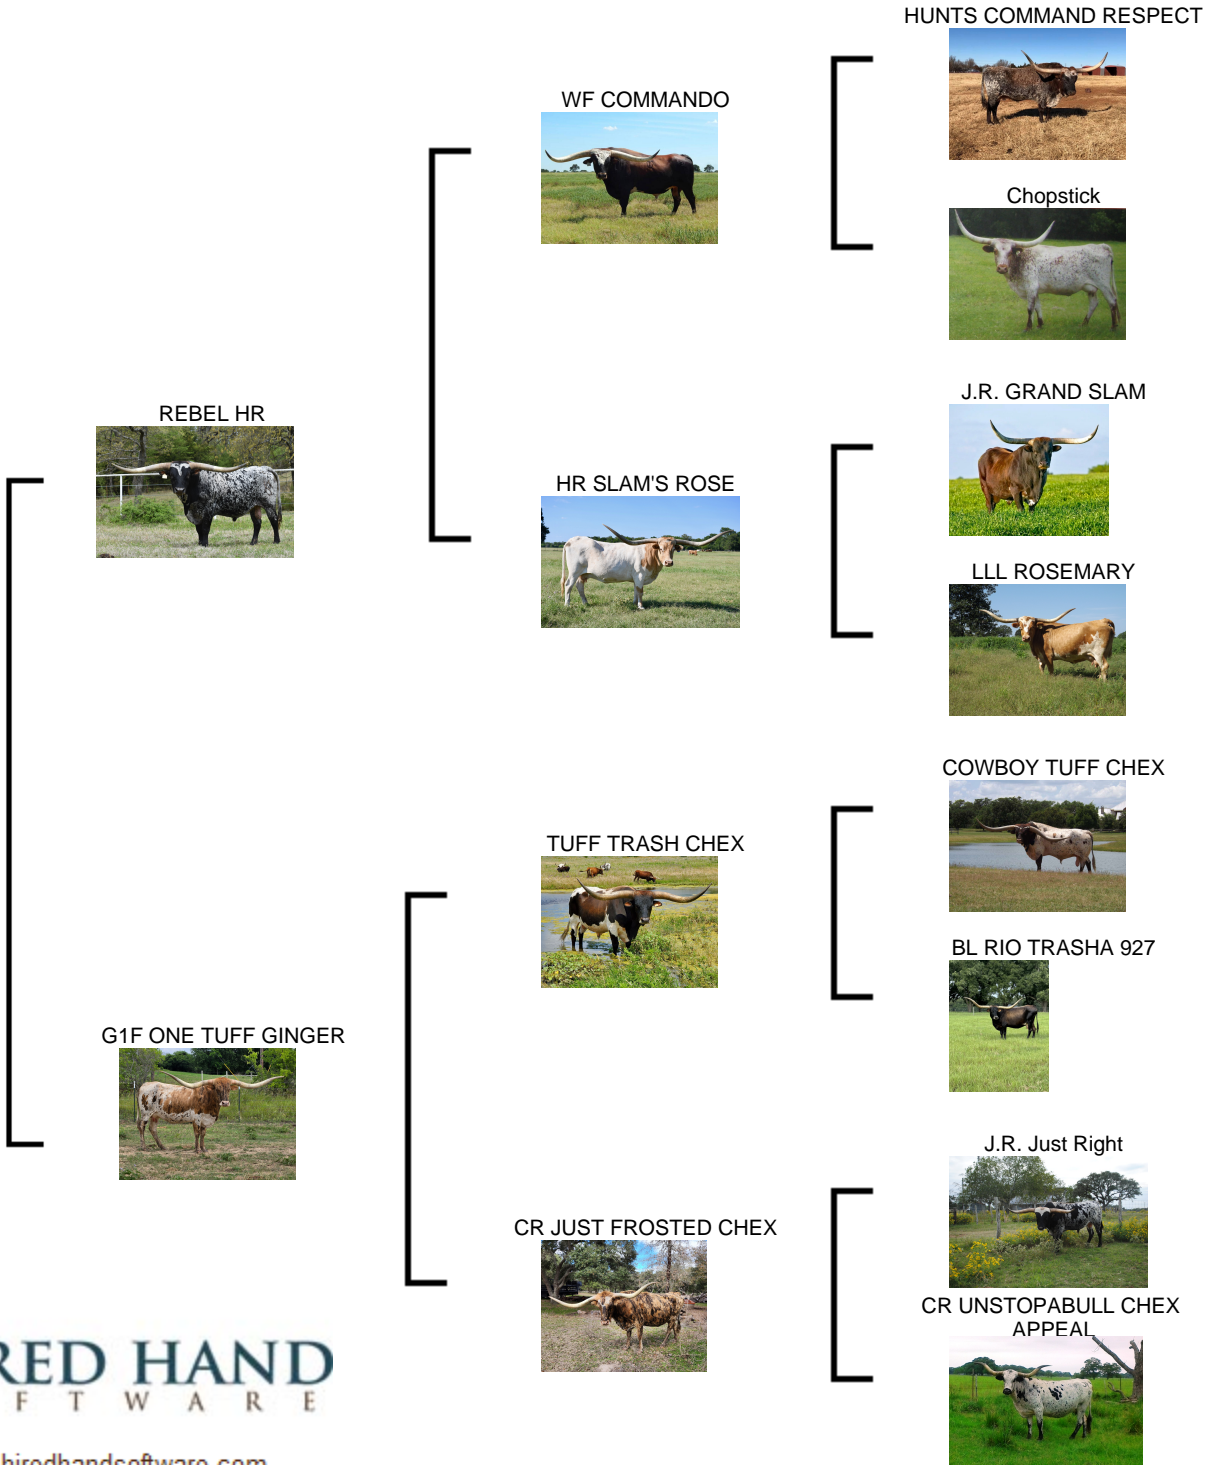 HUNTS COMMAND RESPECT
WF COMMANDO
Chopstick
J.R. GRAND SLAM
REBEL HR
HR SLAM'S ROSE
LLL ROSEMARY
COWBOY TUFF CHEX
TUFF TRASH CHEX
BL RIO TRASHA 927
G1F ONE TUFF GINGER
J.R. Just Right
CR JUST FROSTED CHEX
CR UNSTOPABULL CHEX
APPEAL
RED HAND
F T W A R E
hiredhandsoftware.com